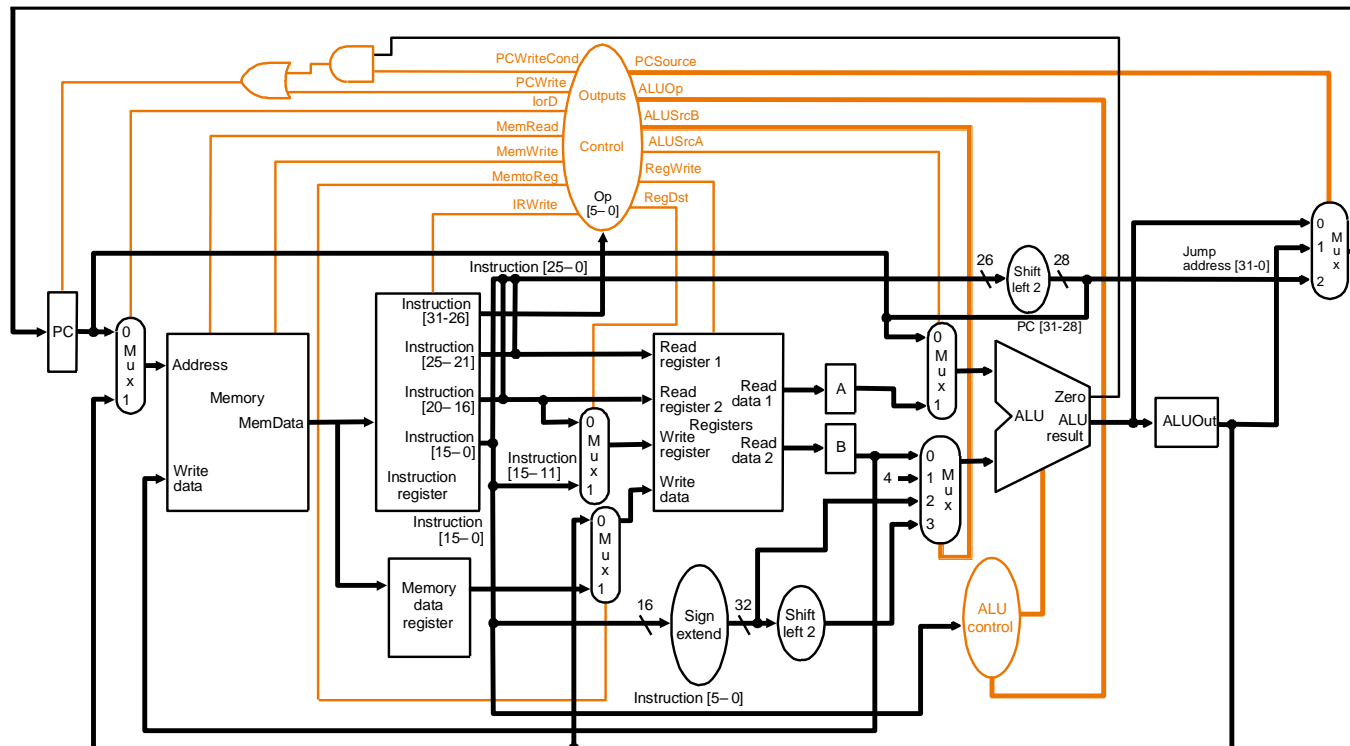 PCWriteCond
PCWrite
IorD
MemRead
MemWrite
MemtoReg
IRWrite
Outputs
Control
Op
[5–0]
PCSource
ALUOp
ALUSrcB
ALUSrcA
RegWrite
RegDst
PC
0
M
u
x
1
Address
Memory
MemData
Write
data
Instruction [25–0]
Instruction
[31-26]
Instruction
[25–21]
Instruction
[20–16]
Instruction
[15–0]
Instruction
register
Instruction
[15–0]
Memory
data
register
0
M
u
x
1
Instruction
[15–11]
0
M
u
x
1
Read
register 1
Read
register 2
Registers
Write
register
Write
data
Read
data 1
Read
data 2
16
Sign
extend
32
Shift
left 2
Instruction [5–0]
A
B
4
26
Shift
left 2
28
PC [31-28]
Jump
address [31-0]
0
M
u
x
1
0
1
2
3
M
u
x
Zero
ALU
ALU
result
ALUOut
ALU
control
0
1
2
M
u
x